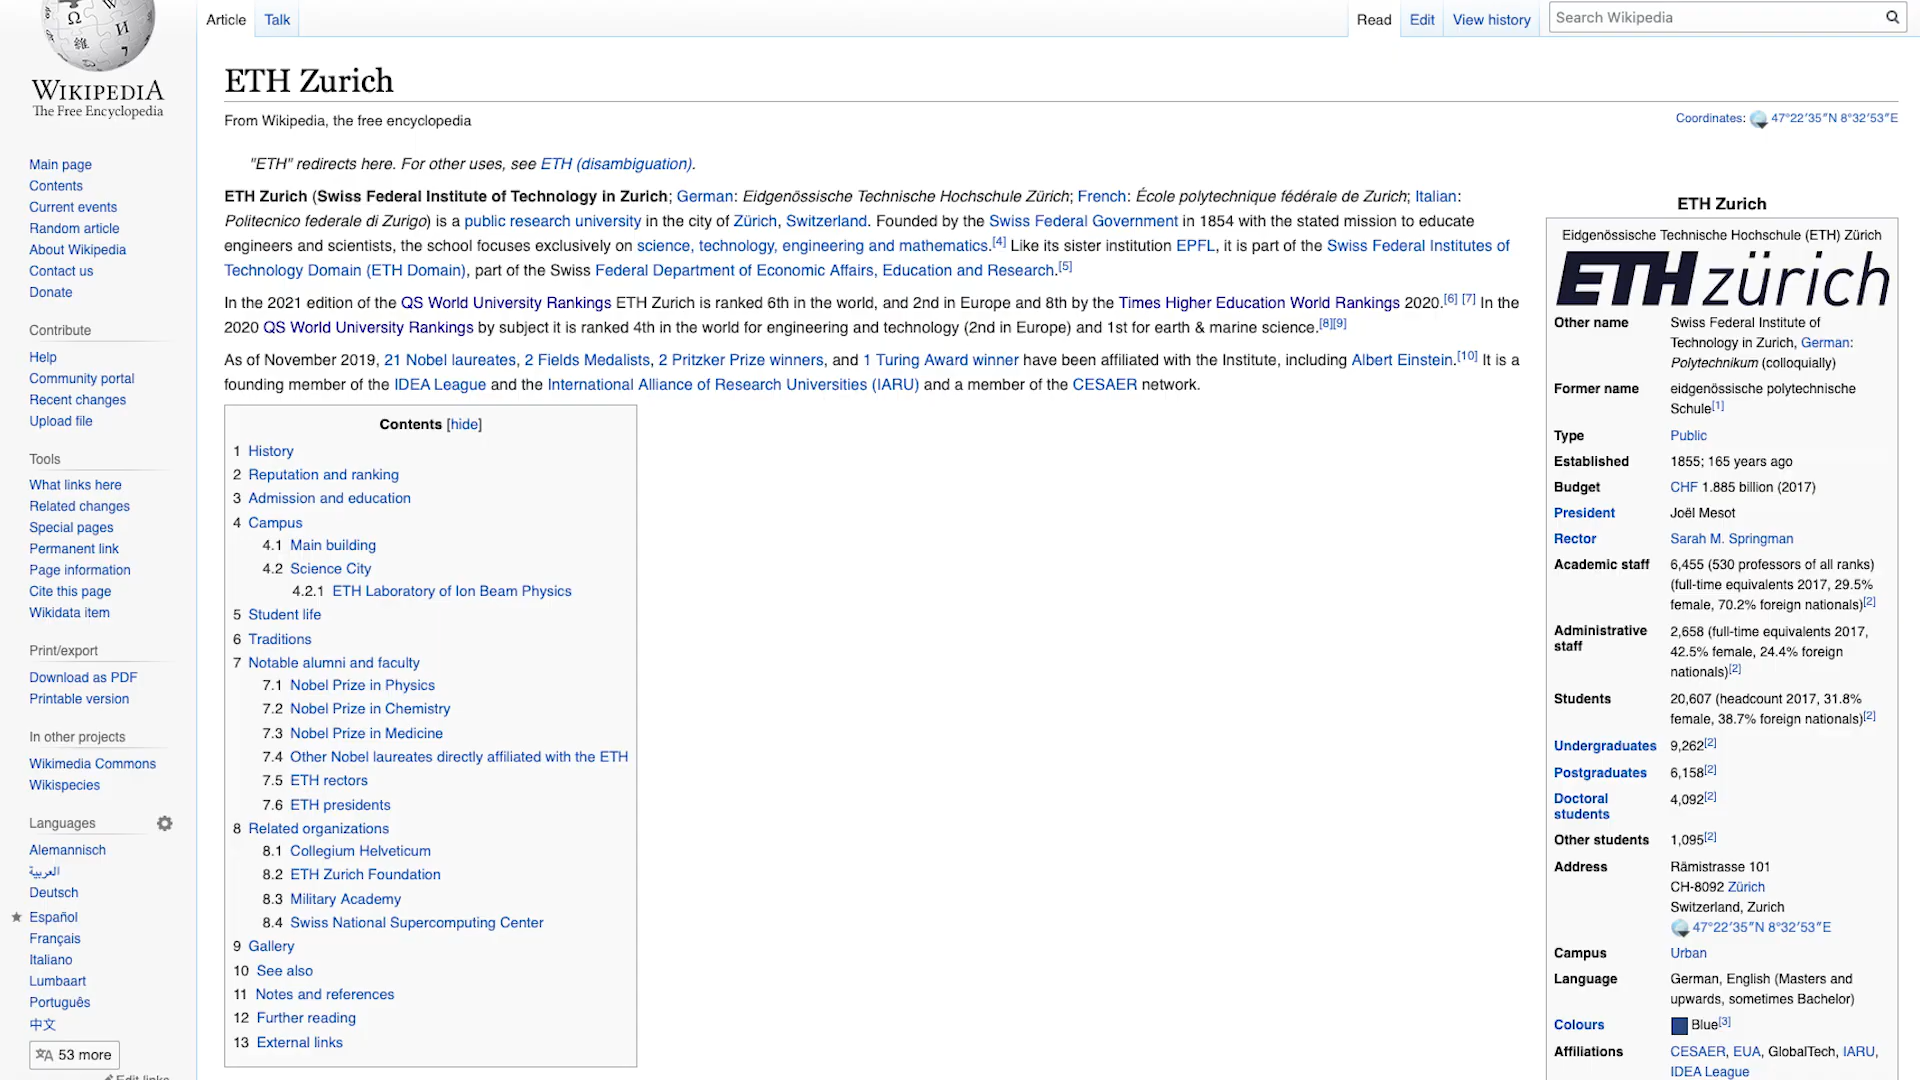 Article
Talk
Read
Edit
View history
Search Wikipedia
WIKIPEDIA
The Free Encyclopedia
Main page
Contents
Current events
Random article
About Wikipedia
Contact us
Donate
Contribute
Help
Community portal
Recent changes
Upload file
Tools
What links here
Related changes
Special pages
Permanent link
Page information
Cite this page
Wikidata item
Print/export
Download as PDF
Printable version
In other projects
Wikimedia Commons
Wikispecies
Languages
Alemannisch
العربية
Deutsch
Español
Français
Italiano
Lumbaart
Português
中文
53 more
Edit links
ETH Zurich
From Wikipedia, the free encyclopedia
Coordinates: 47°22′35″N 8°32′53″E
"ETH" redirects here. For other uses, see ETH (disambiguation).
ETH Zurich (Swiss Federal Institute of Technology in Zurich; German: Eidgenössische Technische Hochschule Zürich; French: École polytechnique fédérale de Zurich; Italian:
Politecnico federale di Zurigo) is a public research university in the city of Zürich, Switzerland. Founded by the Swiss Federal Government in 1854 with the stated mission to educate
engineers and scientists, the school focuses exclusively on science, technology, engineering and mathematics.[4] Like its sister institution EPFL, it is part of the Swiss Federal Institutes of
Technology Domain (ETH Domain), part of the Swiss Federal Department of Economic Affairs, Education and Research.[5]
In the 2021 edition of the QS World University Rankings ETH Zurich is ranked 6th in the world, and 2nd in Europe and 8th by the Times Higher Education World Rankings 2020.[6] [7] In the
2020 QS World University Rankings by subject it is ranked 4th in the world for engineering and technology (2nd in Europe) and 1st for earth & marine science.[8][9]
As of November 2019, 21 Nobel laureates, 2 Fields Medalists, 2 Pritzker Prize winners, and 1 Turing Award winner have been affiliated with the Institute, including Albert Einstein.[10] It is a
founding member of the IDEA League and the International Alliance of Research Universities (IARU) and a member of the CESAER network.
Contents [hide]
1 History
2 Reputation and ranking
3 Admission and education
4 Campus
4.1 Main building
4.2 Science City
4.2.1 ETH Laboratory of Ion Beam Physics
5 Student life
6 Traditions
7 Notable alumni and faculty
7.1 Nobel Prize in Physics
7.2 Nobel Prize in Chemistry
7.3 Nobel Prize in Medicine
7.4 Other Nobel laureates directly affiliated with the ETH
7.5 ETH rectors
7.6 ETH presidents
8 Related organizations
8.1 Collegium Helveticum
8.2 ETH Zurich Foundation
8.3 Military Academy
8.4 Swiss National Supercomputing Center
9 Gallery
10 See also
11 Notes and references
12 Further reading
13 External links
ETH Zurich
Eidgenössische Technische Hochschule (ETH) Zürich
ETH zürich
Other name Swiss Federal Institute of
Technology in Zurich, German:
Polytechnikum (colloquially)
Former name eidgenössische polytechnische
Schule[1]
Type Public
Established 1855; 165 years ago
Budget CHF 1.885 billion (2017)
President Joël Mesot
Rector Sarah M. Springman
Academic staff 6,455 (530 professors of all ranks)
(full-time equivalents 2017, 29.5%
female, 70.2% foreign nationals)[2]
Administrative staff 2,658 (full-time equivalents 2017,
42.5% female, 24.4% foreign
nationals)[2]
Students 20,607 (headcount 2017, 31.8%
female, 38.7% foreign nationals)[2]
Undergraduates 9,262[2]
Postgraduates 6,158[2]
Doctoral students 4,092[2]
Other students 1,095[2]
Address Rämistrasse 101
CH-8092 Zürich
Switzerland, Zurich
47°22′35″N 8°32′53″E
Campus Urban
Language German, English (Masters and
upwards, sometimes Bachelor)
Colours Blue[3]
Affiliations CESAER, EUA, GlobalTech, IARU,
IDEA League